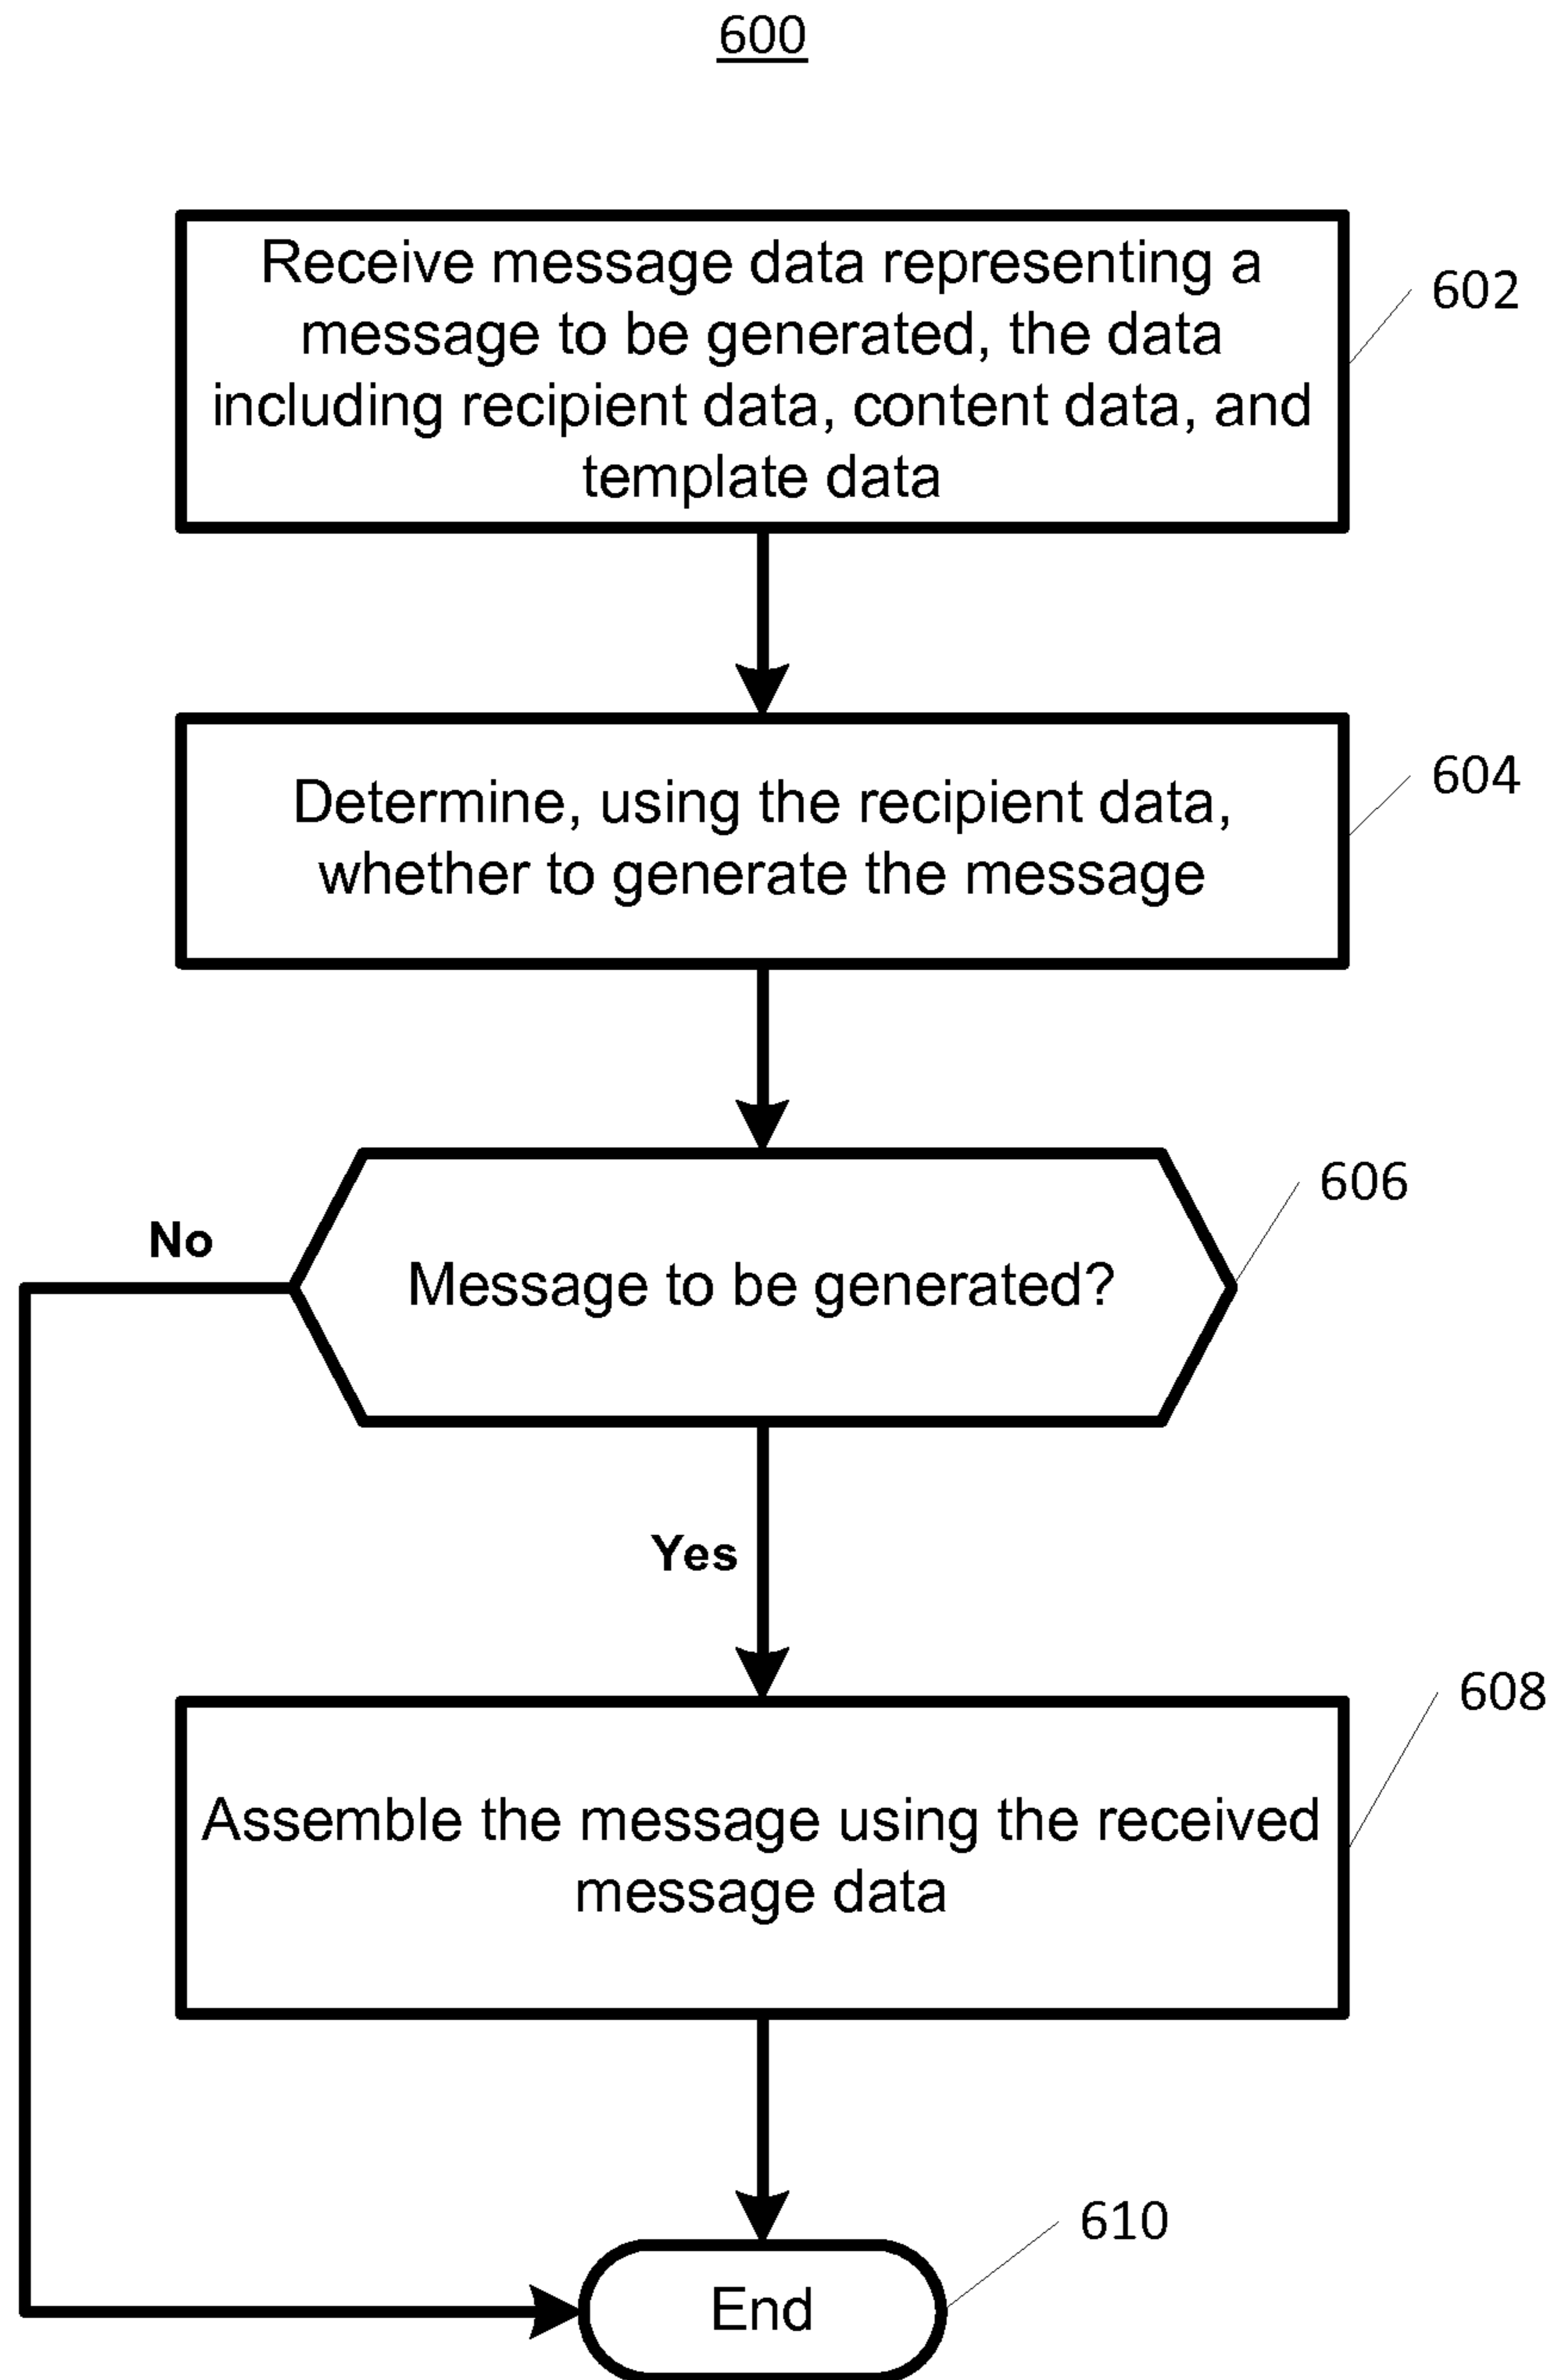 600
Receive message data representing a
message to be generated, the data
including recipient data, content data, and
template data
602
Determine, using the recipient data,
whether to generate the message
604
Message to be generated?
606
No
Yes
Assemble the message using the received
message data
608
End
610